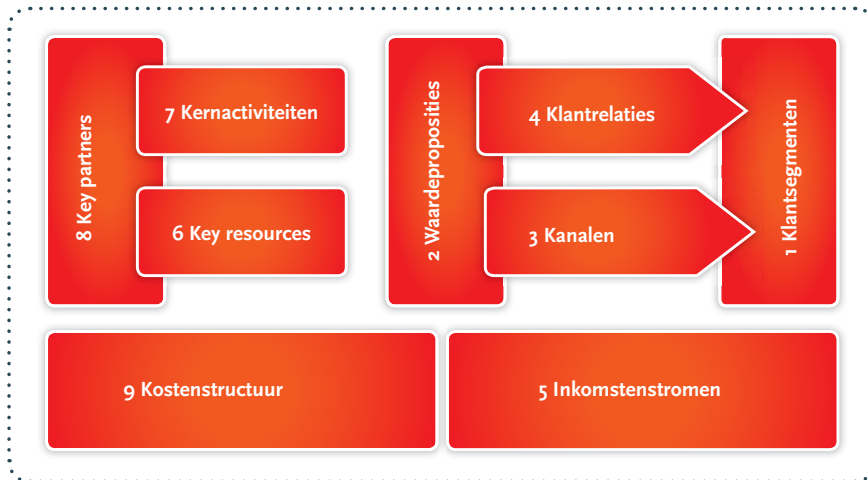 8 Key partners
7 Kernactiviteiten
6 Key resources
2 Waardeproposities
4 Klantrelaties
3 Kanalen
1 Klantsegmenten
9 Kostenstructuur
5 Inkomstenstromen